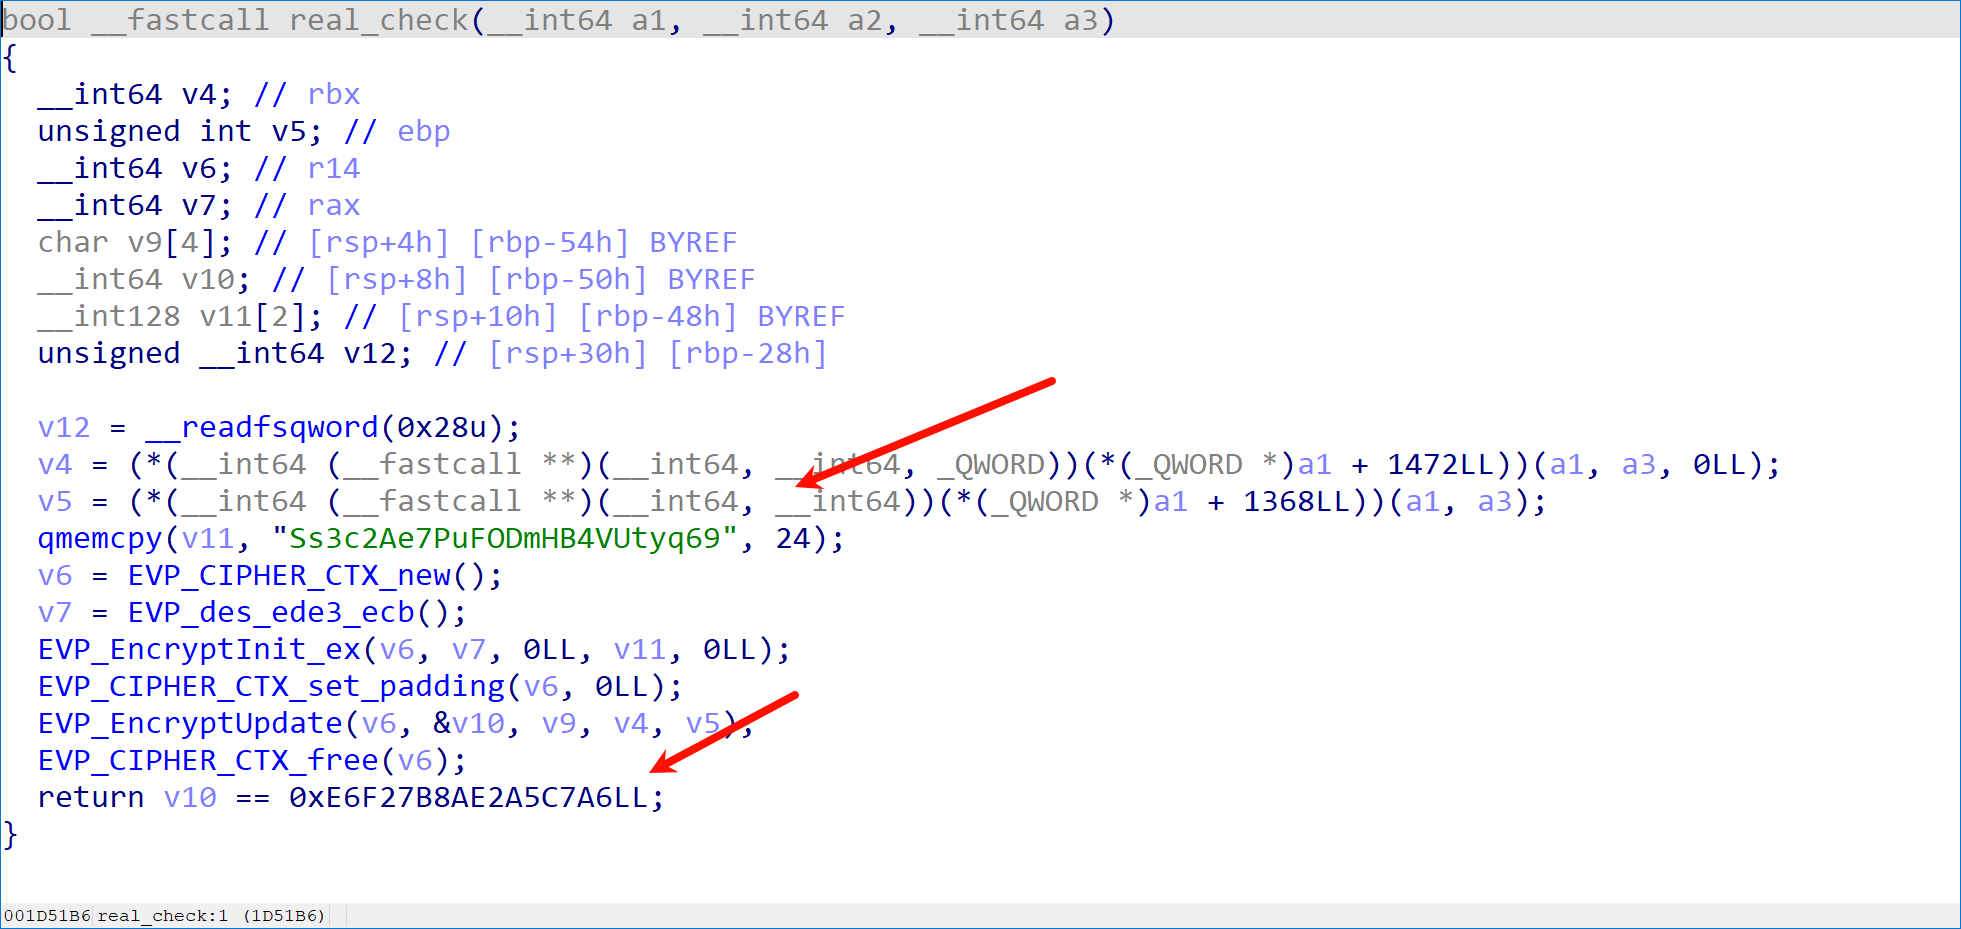 bool __fastcall real_check(__int64 a1, __int64 a2, __int64 a3)
{
  __int64 v4; // rbx
  unsigned int v5; // ebp
  __int64 v6; // r14
  __int64 v7; // rax
  char v9[4]; // [rsp+4h] [rbp-54h] BYREF
  __int64 v10; // [rsp+8h] [rbp-50h] BYREF
  __int128 v11[2]; // [rsp+10h] [rbp-48h] BYREF
  unsigned __int64 v12; // [rsp+30h] [rbp-28h]
  v12 = __readfsqword(0x28u);
  v4 = (*(__int64 (__fastcall **)(__int64, __int64, _QWORD))(*(_QWORD *)a1 + 1472LL))(a1, a3, 0LL);
  v5 = (*(__int64 (__fastcall **)(__int64, __int64))(*(_QWORD *)a1 + 1368LL))(a1, a3);
  qmemcpy(v11, "Ss3c2Ae7PuFODmHB4VUtyq69", 24);
  v6 = EVP_CIPHER_CTX_new();
  v7 = EVP_des_ede3_ecb();
  EVP_EncryptInit_ex(v6, v7, 0LL, v11, 0LL);
  EVP_CIPHER_CTX_set_padding(v6, 0LL);
  EVP_EncryptUpdate(v6, &v10, v9, v4, v5);
  EVP_CIPHER_CTX_free(v6);
  return v10 == 0xE6F27B8AE2A5C7A6LL;
}
001D51B6 real_check:1 (1D51B6)